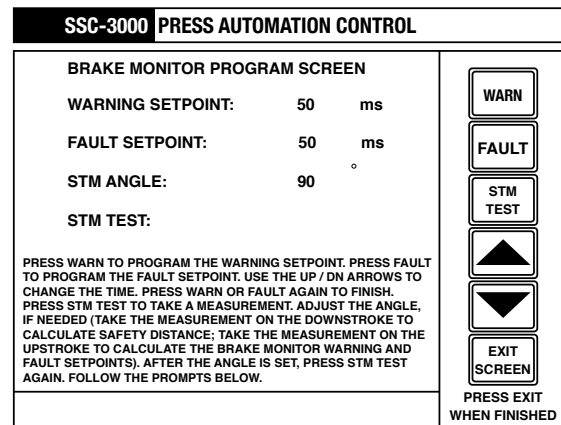 SSC-3000 PRESS AUTOMATION CONTROL
BRAKE MONITOR PROGRAM SCREEN
WARNING SETPOINT: 50 ms
FAULT SETPOINT: 50 ms
STM ANGLE: 90 °
STM TEST:
PRESS WARN TO PROGRAM THE WARNING SETPOINT. PRESS FAULT
TO PROGRAM THE FAULT SETPOINT. USE THE UP / DN ARROWS TO
CHANGE THE TIME. PRESS WARN OR FAULT AGAIN TO FINISH.
PRESS STM TEST TO TAKE A MEASUREMENT. ADJUST THE ANGLE,
IF NEEDED (TAKE THE MEASUREMENT ON THE DOWNSTROKE TO
CALCULATE SAFETY DISTANCE; TAKE THE MEASUREMENT ON THE
UPSTROKE TO CALCULATE THE BRAKE MONITOR WARNING AND
FAULT SETPOINTS). AFTER THE ANGLE IS SET, PRESS STM TEST
AGAIN. FOLLOW THE PROMPTS BELOW.
WARN
FAULT
STM
TEST
EXIT
SCREEN
PRESS EXIT
WHEN FINISHED